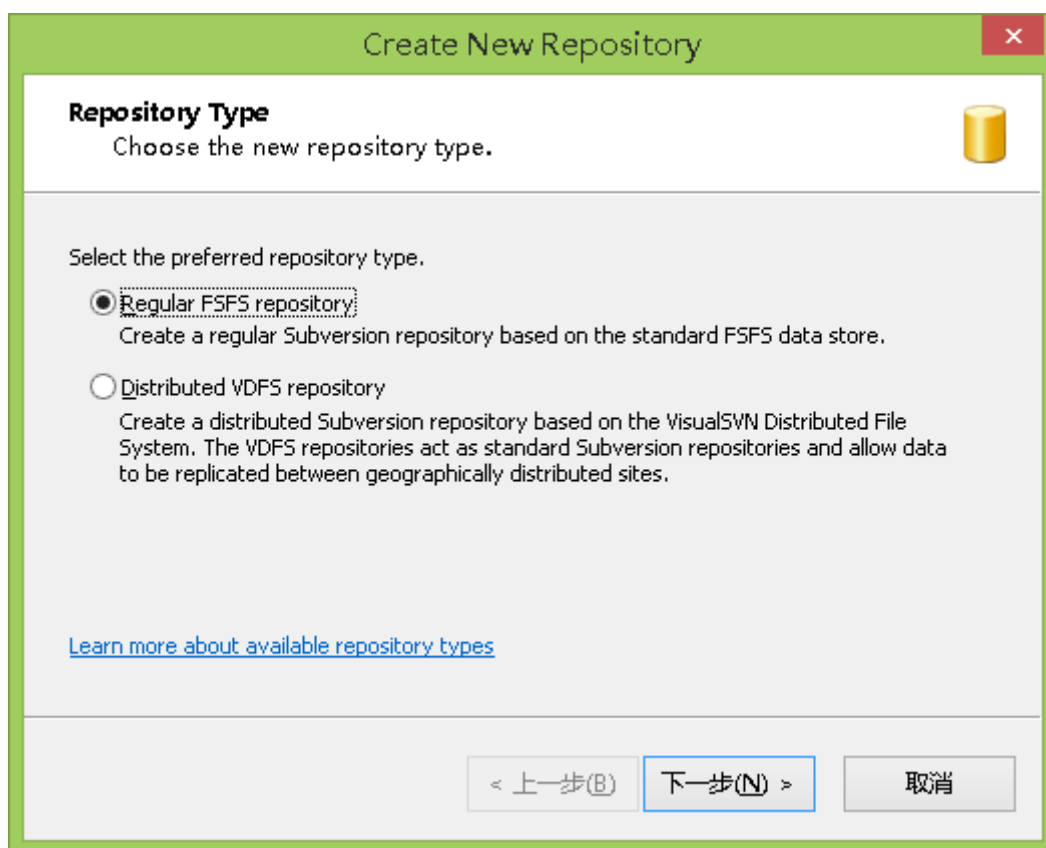 Create New Repository
Repository Type
Choose the new repository type.
Select the preferred repository type.
Regular FSFS repository
Create a regular Subversion repository based on the standard FSFS data store.
Distributed VDFS repository
Create a distributed Subversion repository based on the VisualSVN Distributed File
System. The VDFS repositories act as standard Subversion repositories and allow data
to be replicated between geographically distributed sites.
Learn more about available repository types
< 上一步(B) 下一步(N) > 取消